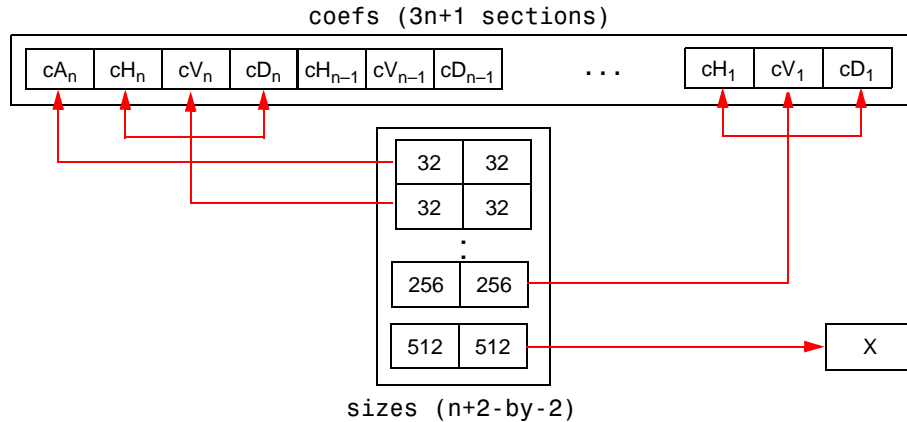 coefs (3n+1 sections)
cAₙ cHₙ cVₙ cDₙ cHₙ₋₁ cVₙ₋₁ cDₙ₋₁ ... cH₁ cV₁ cD₁
32 32
32 32
:
256 256
512 512 X
sizes (n+2-by-2)